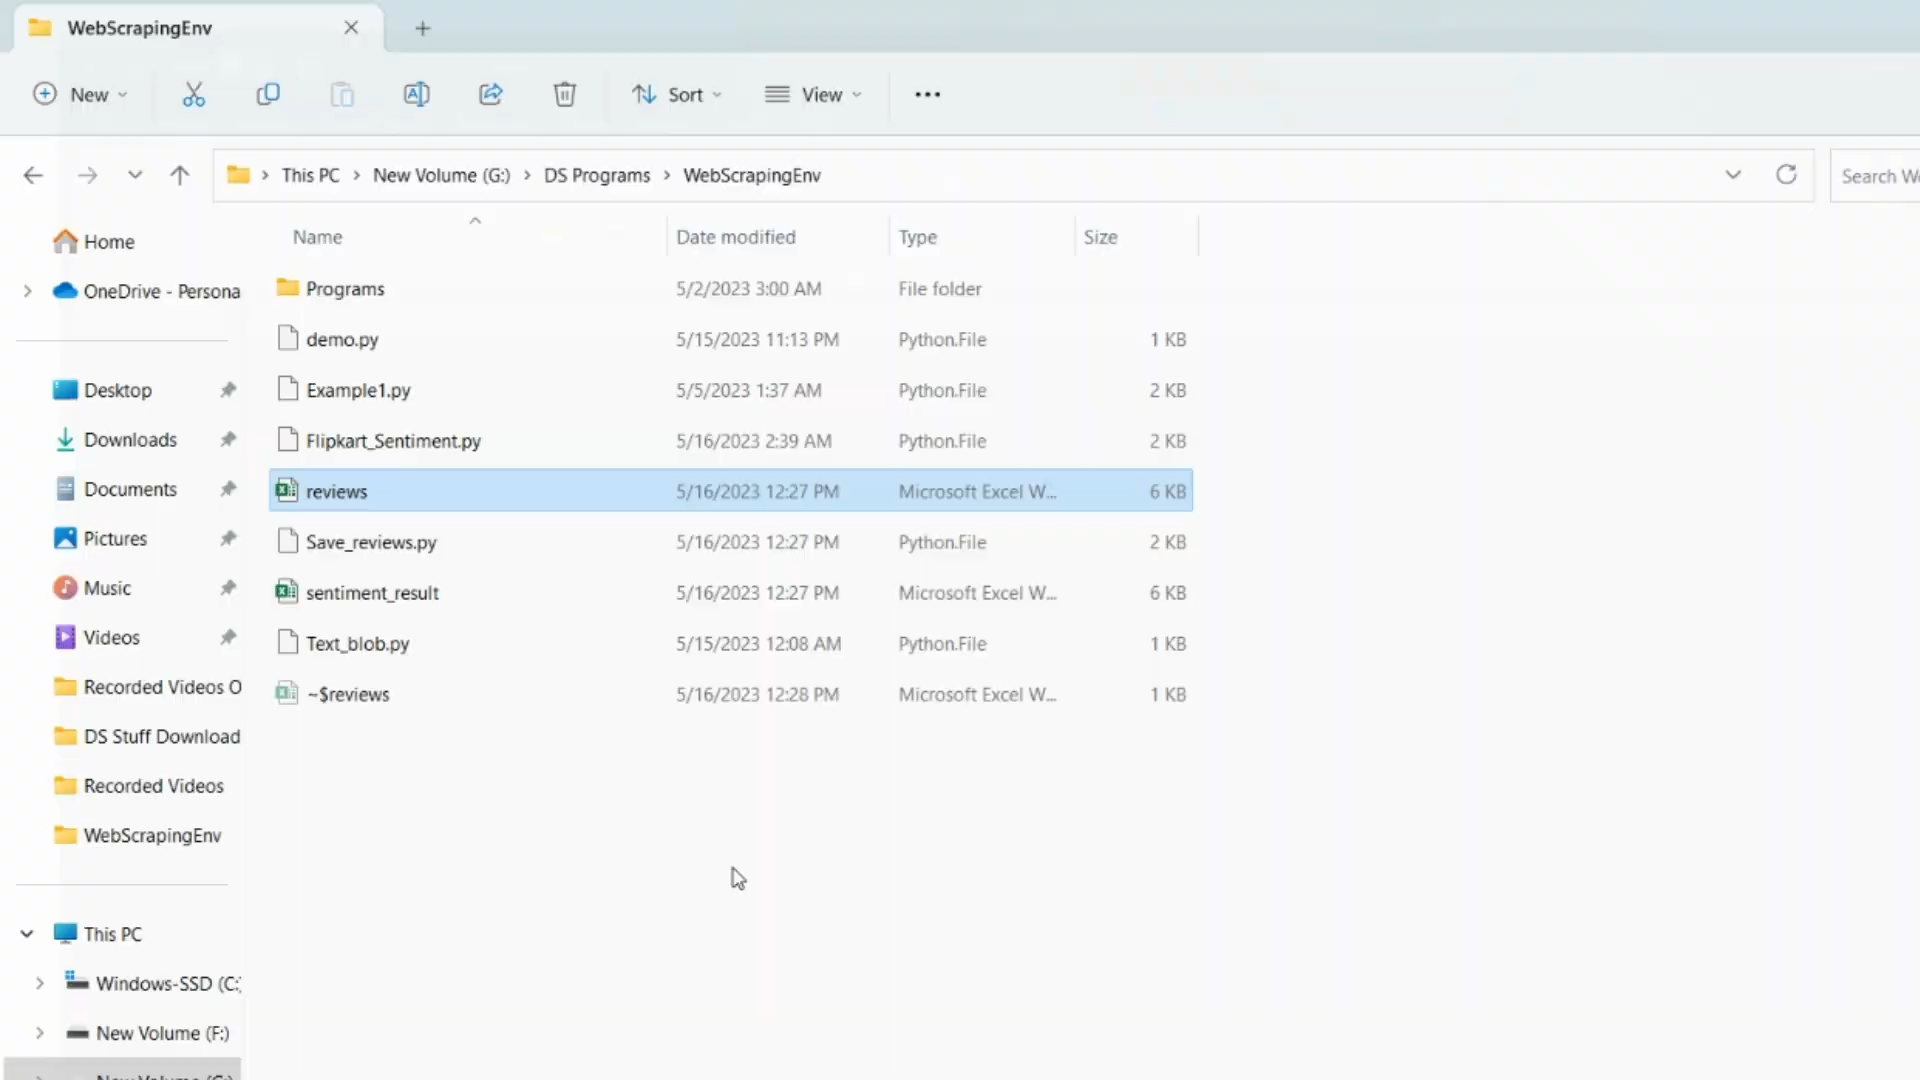 WebScrapingEnv
New
Sort
View
This PC > New Volume (G:) > DS Programs > WebScrapingEnv
Search We
Name Date modified Type Size
Home
OneDrive - Persona
Desktop
Downloads
Documents
Pictures
Music
Videos
Recorded Videos O
DS Stuff Download
Recorded Videos
WebScrapingEnv
This PC
Windows-SSD (C:
New Volume (F:)
New Volume (G:)
Programs 5/2/2023 3:00 AM File folder
demo.py 5/15/2023 11:13 PM Python.File 1 KB
Example1.py 5/5/2023 1:37 AM Python.File 2 KB
Flipkart_Sentiment.py 5/16/2023 2:39 AM Python.File 2 KB
reviews 5/16/2023 12:27 PM Microsoft Excel W... 6 KB
Save_reviews.py 5/16/2023 12:27 PM Python.File 2 KB
sentiment_result 5/16/2023 12:27 PM Microsoft Excel W... 6 KB
Text_blob.py 5/15/2023 12:08 AM Python.File 1 KB
~$reviews 5/16/2023 12:28 PM Microsoft Excel W... 1 KB